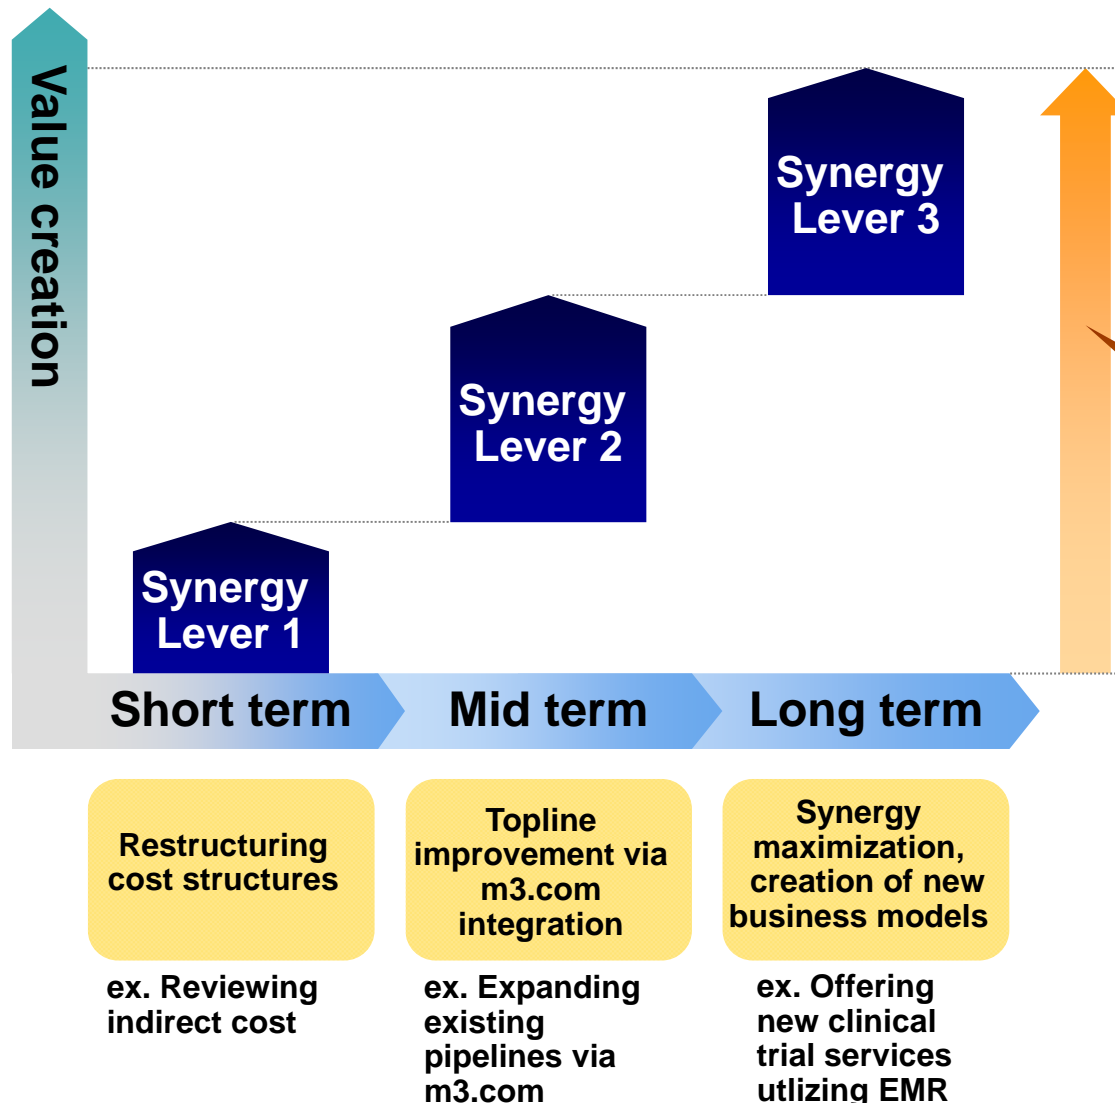 Value creation
Synergy
Lever 3
Synergy
Lever 2
Synergy
Lever 1
Short term
Mid term
Long term
Restructuring
cost structures
Topline
improvement via
m3.com
integration
Synergy
maximization,
creation of new
business models
ex. Reviewing
indirect cost
ex. Expanding
existing
pipelines via
m3.com
ex. Offering
new clinical
trial services
utlizing EMR